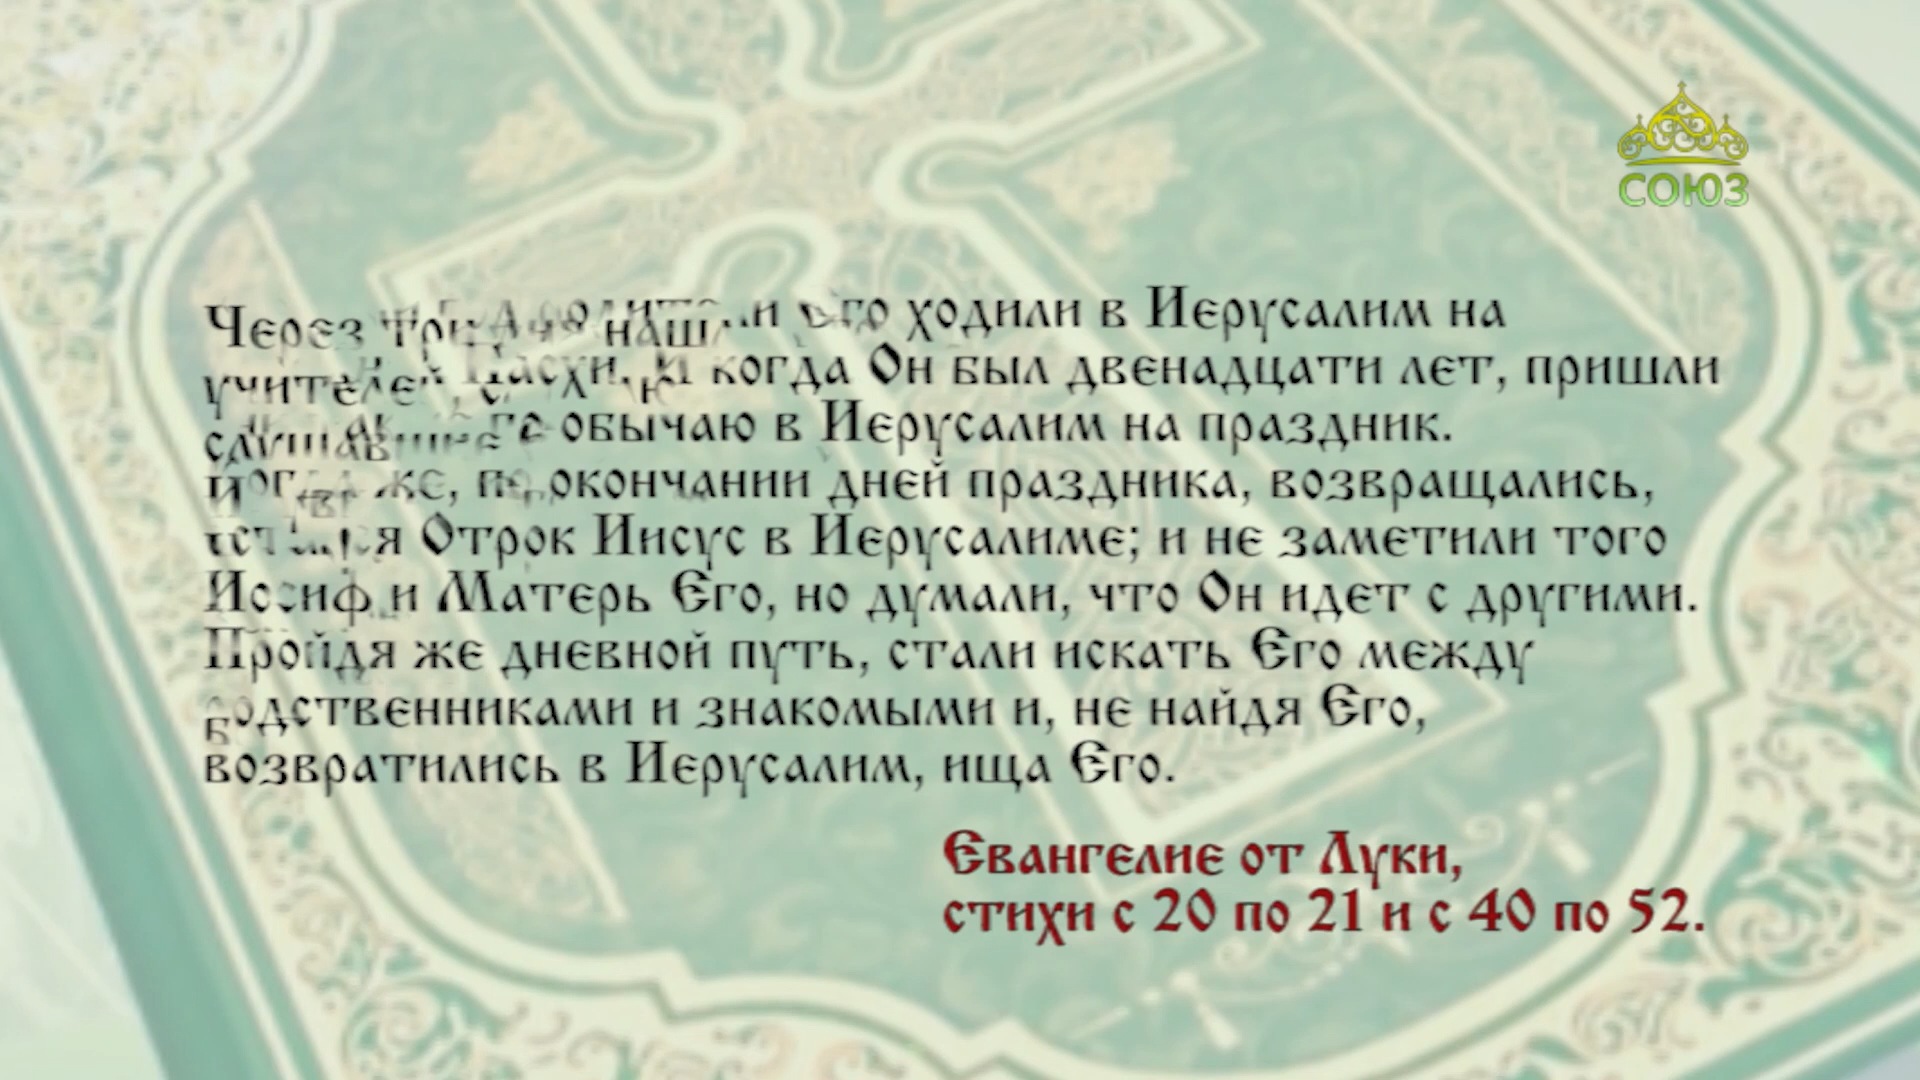 СОЮЗ
Через ходили в Иерусалим на
Пасхи. И когда Он был двенадцати лет, пришли
обычаю в Иерусалим на праздник.
же, по окончании дней праздника, возвращались,
Отрок Иисус в Иерусалиме; и не заметили того
Иосиф и Матерь Его, но думали, что Он идет с другими.
Пройдя же дневной путь, стали искать Его между
родственниками и знакомыми и, не найдя Его,
возвратились в Иерусалим, ища Его.
Евангелие от Луки,
стихи с 20 по 21 и с 40 по 52.